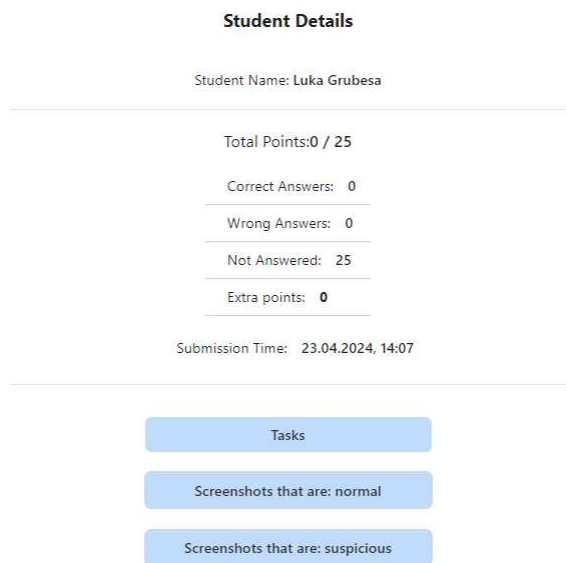 Student Details
Student Name: Luka Grubesa
Total Points:0 / 25
Correct Answers: 0
Wrong Answers: 0
Not Answered: 25
Extra points: 0
Submission Time: 23.04.2024, 14:07
Tasks
Screenshots that are: normal
Screenshots that are: suspicious